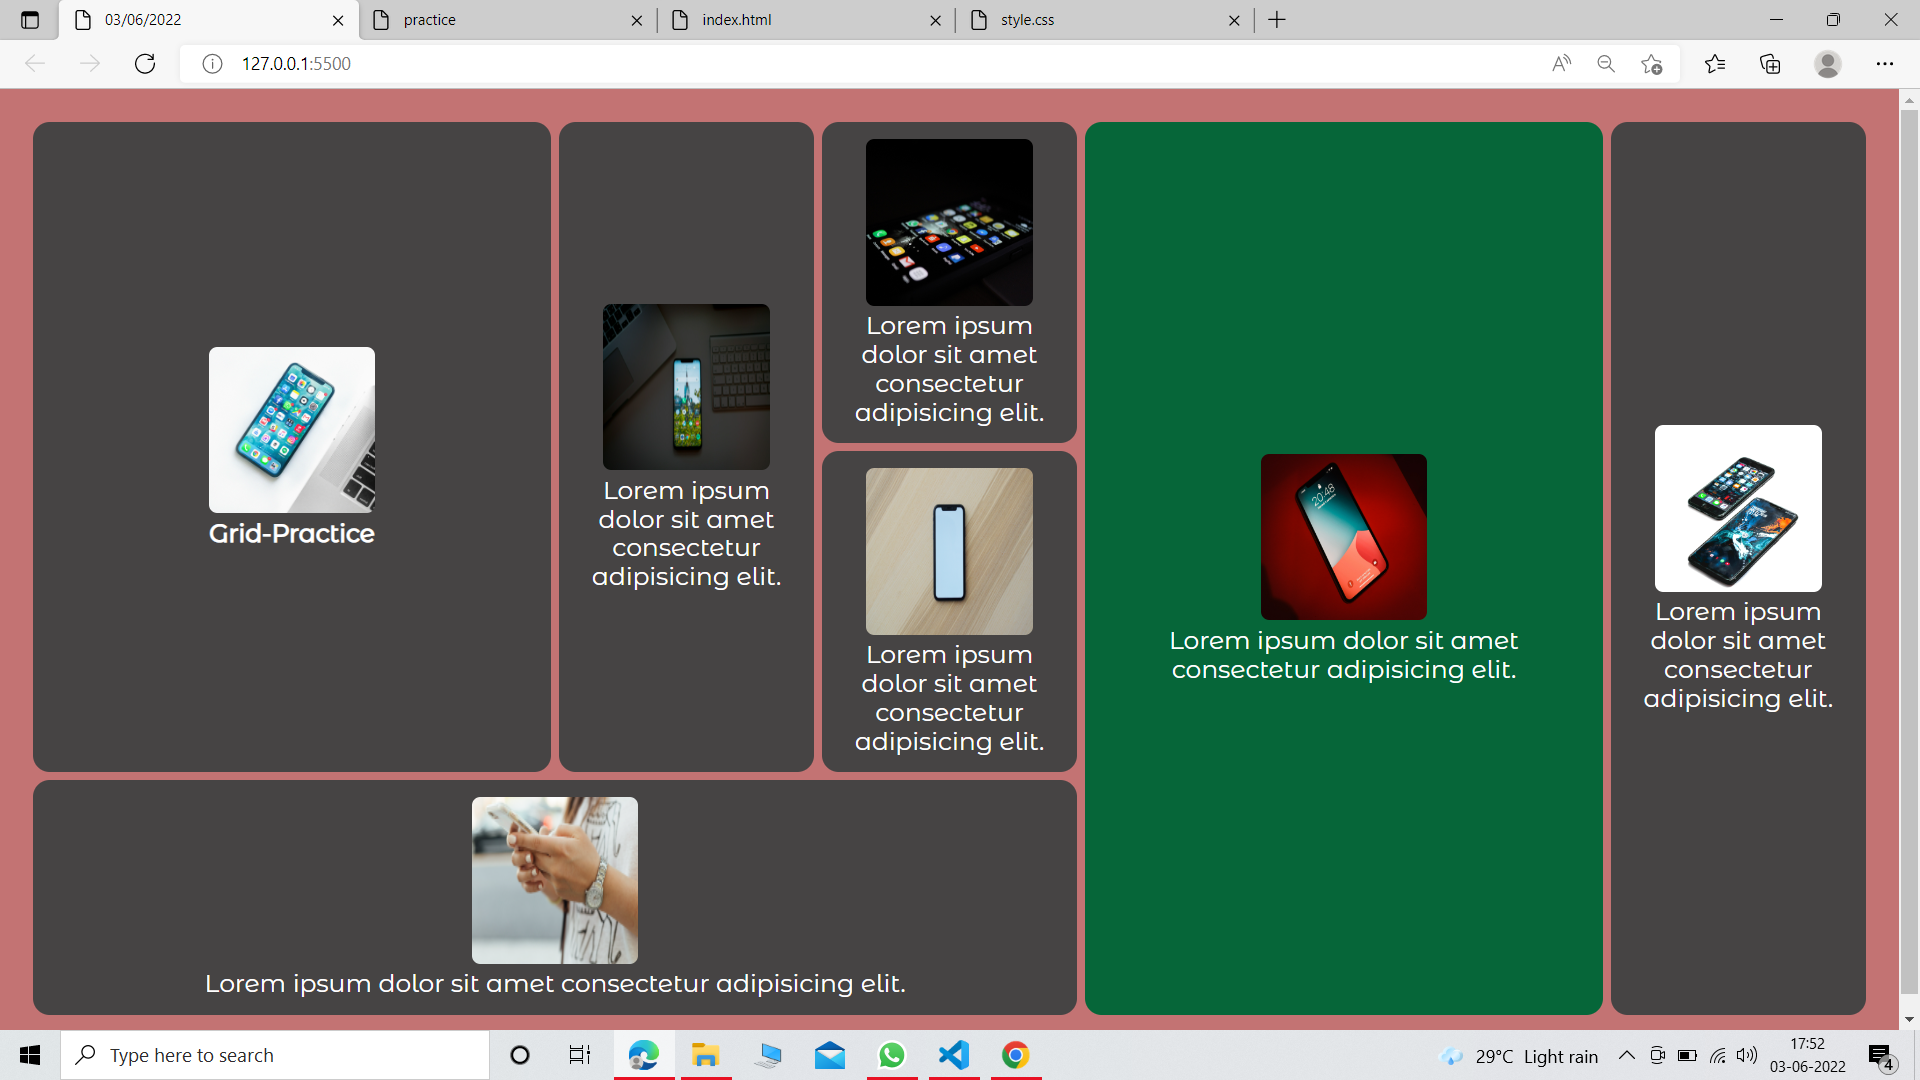 03/06/2022
practice
index.html
style.css
127.0.0.1:5500
Grid-Practice
Lorem ipsum
dolor sit amet
consectetur
adipisicing elit.
Lorem ipsum
dolor sit amet
consectetur
adipisicing elit.
Lorem ipsum
dolor sit amet
consectetur
adipisicing elit.
20:48
Lorem ipsum dolor sit amet
consectetur adipisicing elit.
Lorem ipsum
dolor sit amet
consectetur
adipisicing elit.
Lorem ipsum dolor sit amet consectetur adipisicing elit.
Type here to search
29°C Light rain
17:52
03-06-2022
4